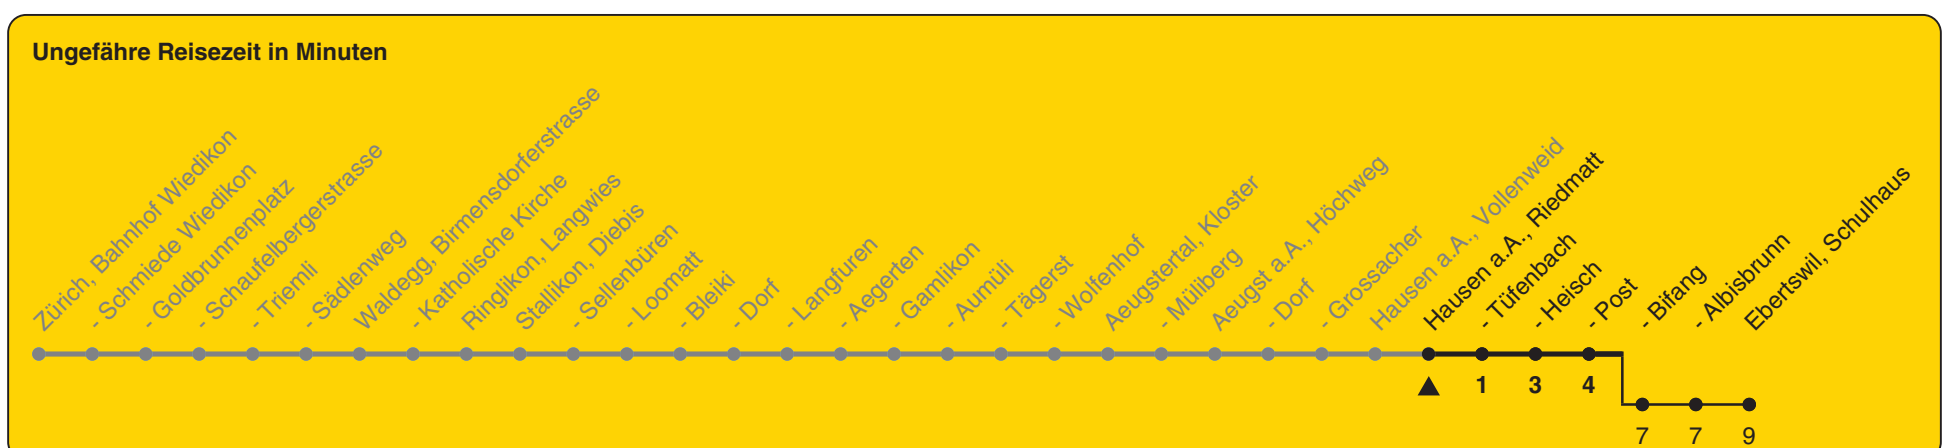 Ungefähre Reisezeit in Minuten
Zürich, Bahnhof Wiedikon
- Schmiede Wiedikon
- Goldbrunnenplatz
- Schaufelbergerstrasse
- Triemli
- Sädlenweg
Waldegg, Birmensdorferstrasse
- Katholische Kirche
Ringlikon, Langwies
Stallikon, Diebis
- Sellenbüren
- Loomatt
- Bleiki
- Dorf
- Langfuren
- Aegerten
- Gamlikon
- Aumüli
- Tägerst
- Wolfenhof
Aeugstertal, Kloster
- Müliberg
Aeugst a.A., Höchweg
- Dorf
- Grossacher
Hausen a.A., Vollenweid
Hausen a.A., Riedmatt
- Tüfenbach
- Heisch
- Post
- Bifang
- Albisbrunn
Ebertswil, Schulhaus
1 3 4
7 7 9